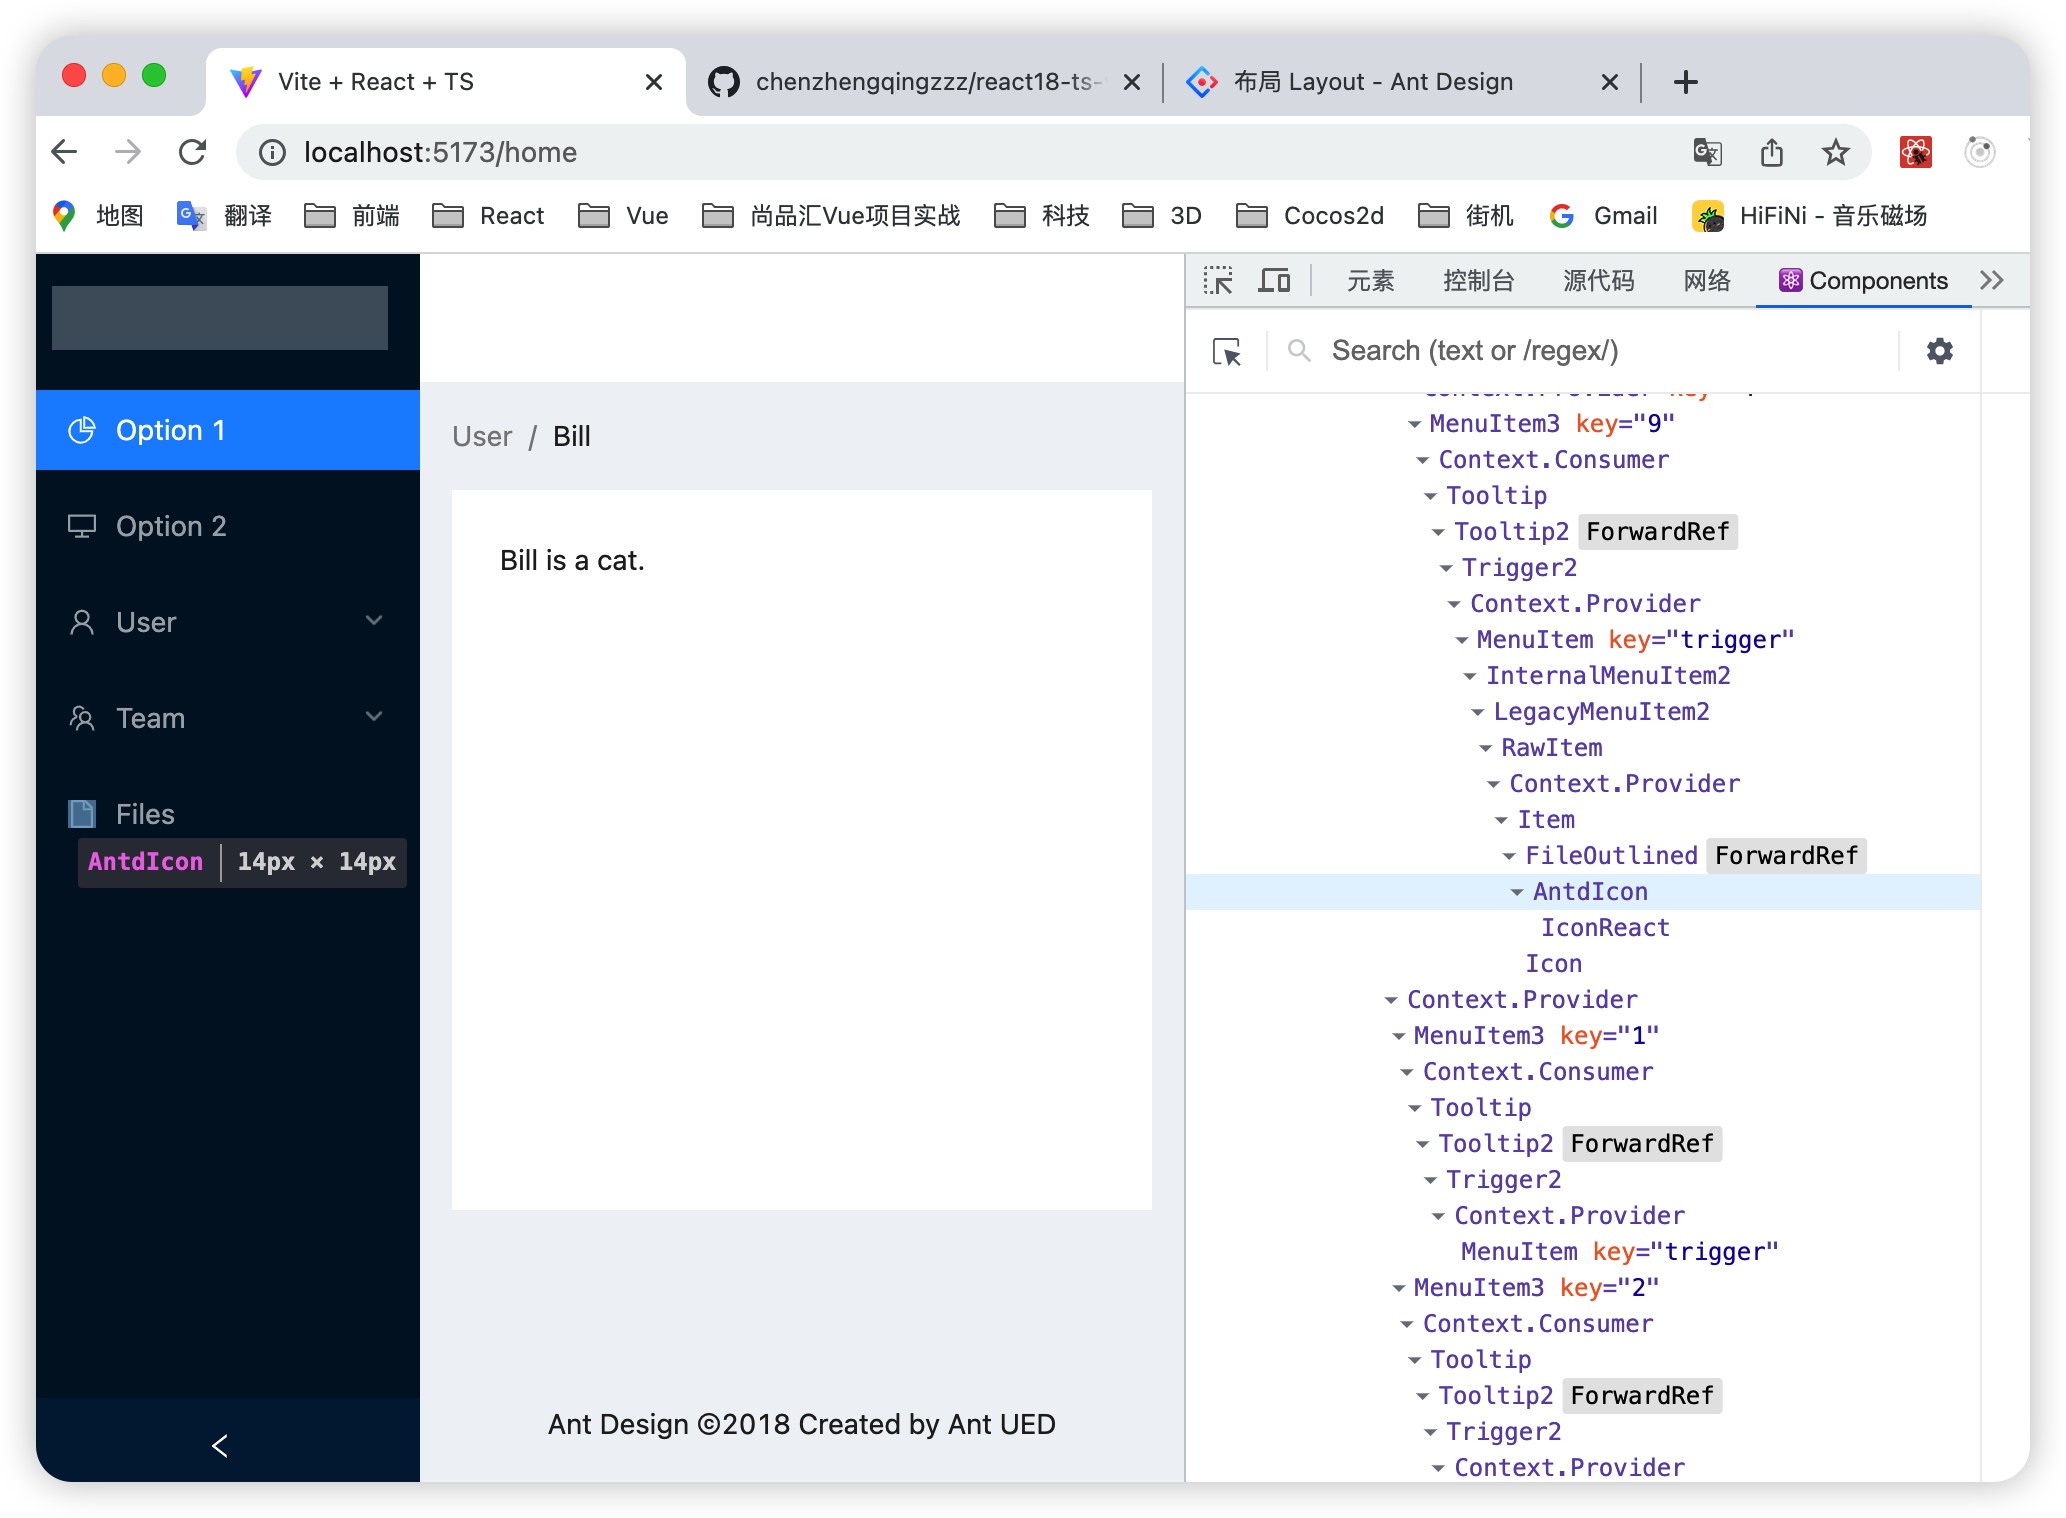 Vite + React + TS
chenzhengqingzzz/react18-ts-
布局 Layout - Ant Design
localhost:5173/home
地图
翻译
前端
React
Vue
尚品汇Vue项目实战
科技
3D
Cocos2d
街机
Gmail
HiFiNi - 音乐磁场
Option 1
Option 2
User
Team
Files
AntdIcon 14px × 14px
User / Bill
Bill is a cat.
Ant Design ©2018 Created by Ant UED
元素
控制台
源代码
网络
Components
Search (text or /regex/)
MenuItem3 key="9"
Context.Consumer
Tooltip
Tooltip2 ForwardRef
Trigger2
Context.Provider
MenuItem key="trigger"
InternalMenuItem2
LegacyMenuItem2
RawItem
Context.Provider
Item
FileOutlined ForwardRef
AntdIcon
IconReact
Icon
Context.Provider
MenuItem3 key="1"
Context.Consumer
Tooltip
Tooltip2 ForwardRef
Trigger2
Context.Provider
MenuItem key="trigger"
MenuItem3 key="2"
Context.Consumer
Tooltip
Tooltip2 ForwardRef
Trigger2
Context.Provider